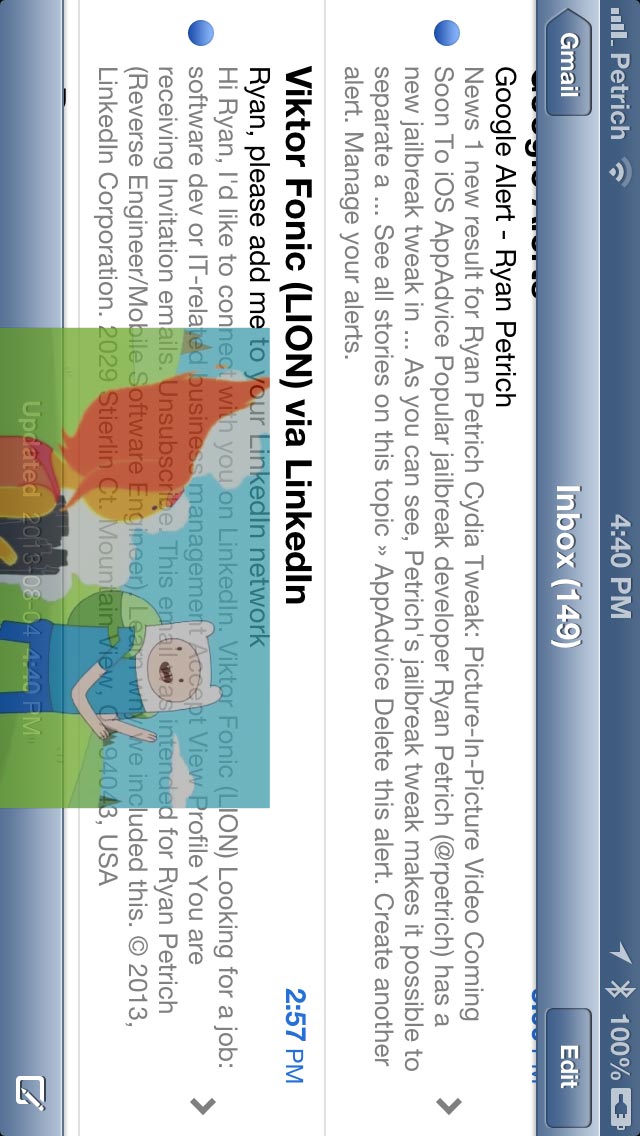 Petrich 4:40 PM 100%
Gmail Inbox (149) Edit
Google Alert - Ryan Petrich
News 1 new result for Ryan Petrich Cydia Tweak: Picture-In-Picture Video Coming
Soon To iOS AppAdvice Popular jailbreak developer Ryan Petrich (@rpetrich) has a
new jailbreak tweak in ... As you can see, Petrich's jailbreak tweak makes it possible to
separate a ... See all stories on this topic » AppAdvice Delete this alert. Create another
alert. Manage your alerts.
Viktor Fonic (LION) via LinkedIn 2:57 PM
Ryan, please add me to your LinkedIn network
Hi Ryan, I'd like to connect with you on LinkedIn. Viktor Fonic (LION) Looking for a job:
software dev or IT-related business management Accept View Profile You are
receiving Invitation emails. Unsubscribe. This email was intended for Ryan Petrich
(Reverse Engineer/Mobile Software Engineer). Learn why we included this. © 2013,
LinkedIn Corporation. 2029 Stierlin Ct. Mountain View, CA 94043, USA
Updated 2013-08-04 4:40 PM